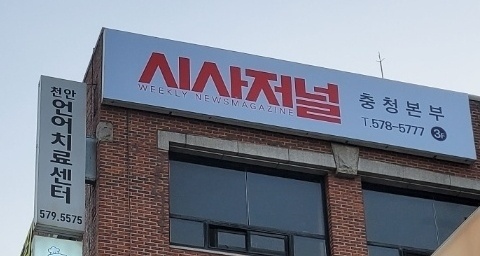 시사저널
WEEKLY NEWSMAGAZINE
충청본부
T.578-5777 3F
천안
언어치료센터
579.5575